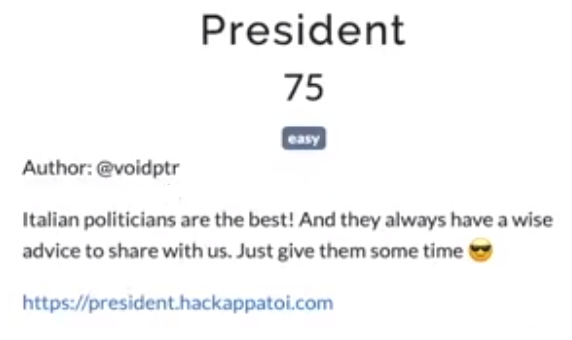 President
75
easy
Author: @voidptr
Italian politicians are the best! And they always have a wise
advice to share with us. Just give them some time 😎
https://president.hackappatoi.com